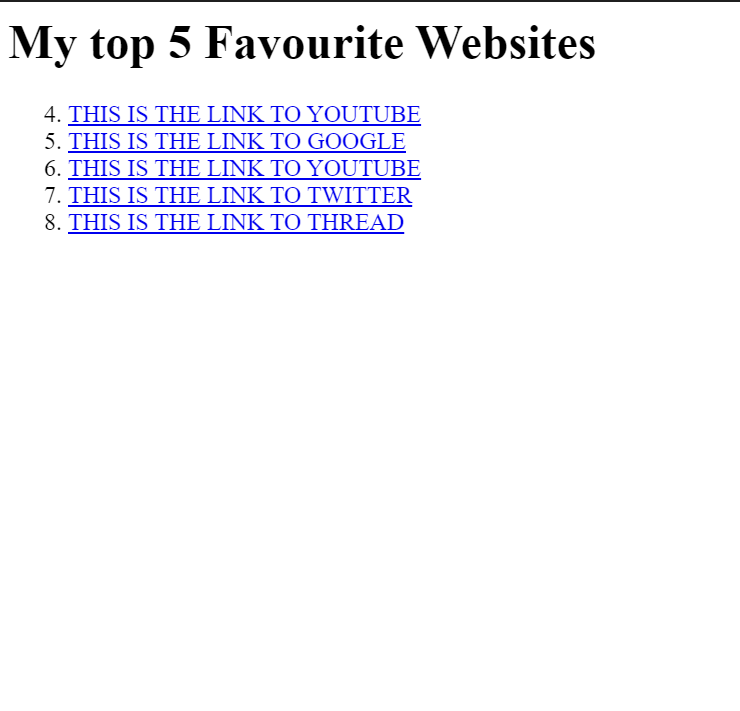 My top 5 Favourite Websites
4. THIS IS THE LINK TO YOUTUBE
5. THIS IS THE LINK TO GOOGLE
6. THIS IS THE LINK TO YOUTUBE
7. THIS IS THE LINK TO TWITTER
8. THIS IS THE LINK TO THREAD